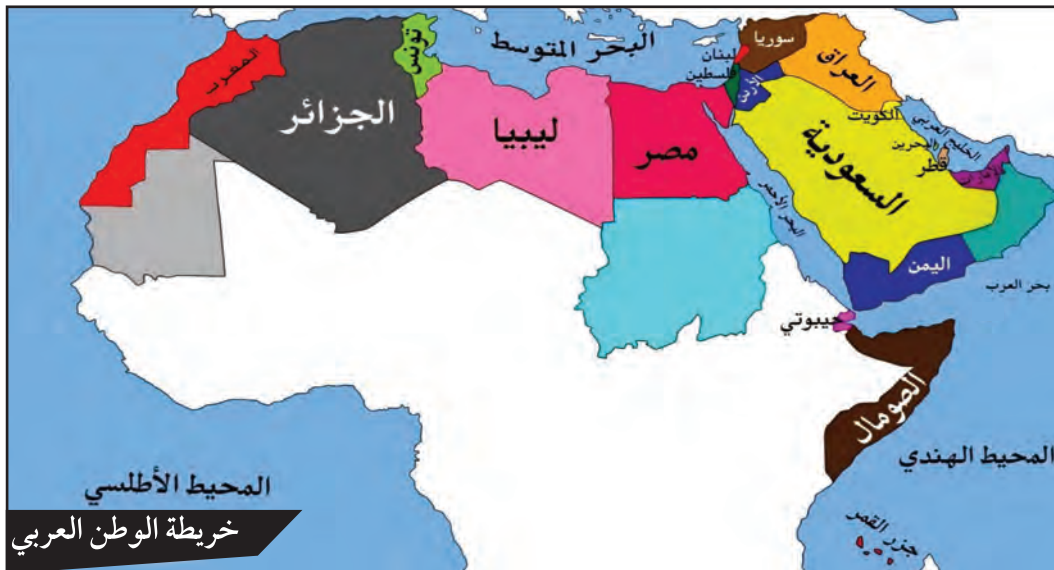 سوريا
تونس
البحر المتوسط
لبنان
العراق
المغرب
فلسطين
الأردن
الجزائر
الكويت
ليبيا
مصر
الخليج العربي
البحرين
السعودية
قطر
البحر الأحمر
اليمن
بحر العرب
جيبوتي
الصومال
المحيط الهندي
المحيط الأطلسي
جزر القمر
خريطة الوطن العربي